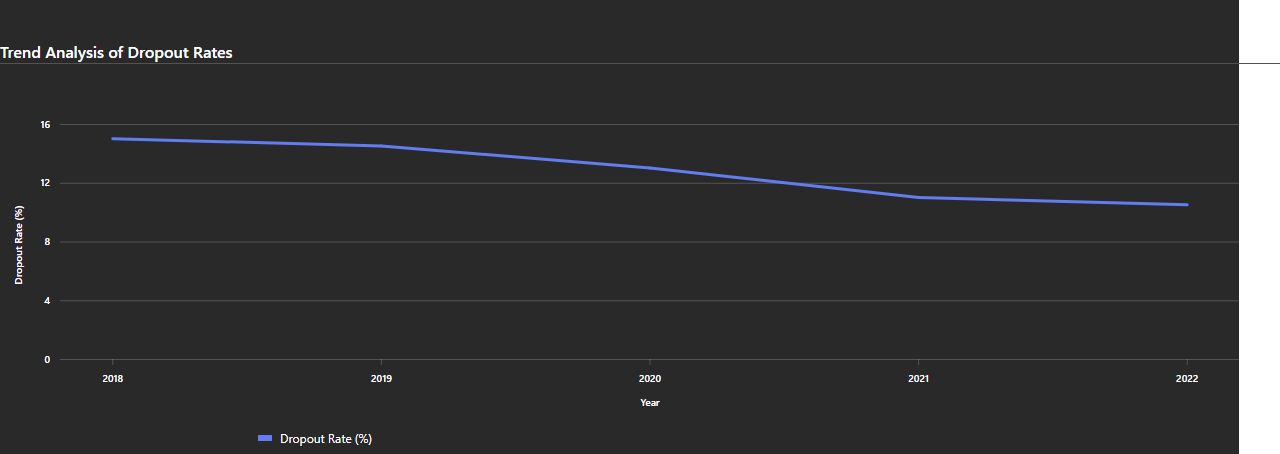 Trend Analysis of Dropout Rates
16
12
8
4
0
Dropout Rate (%)
2018 2019 2020 2021 2022
Year
Dropout Rate (%)